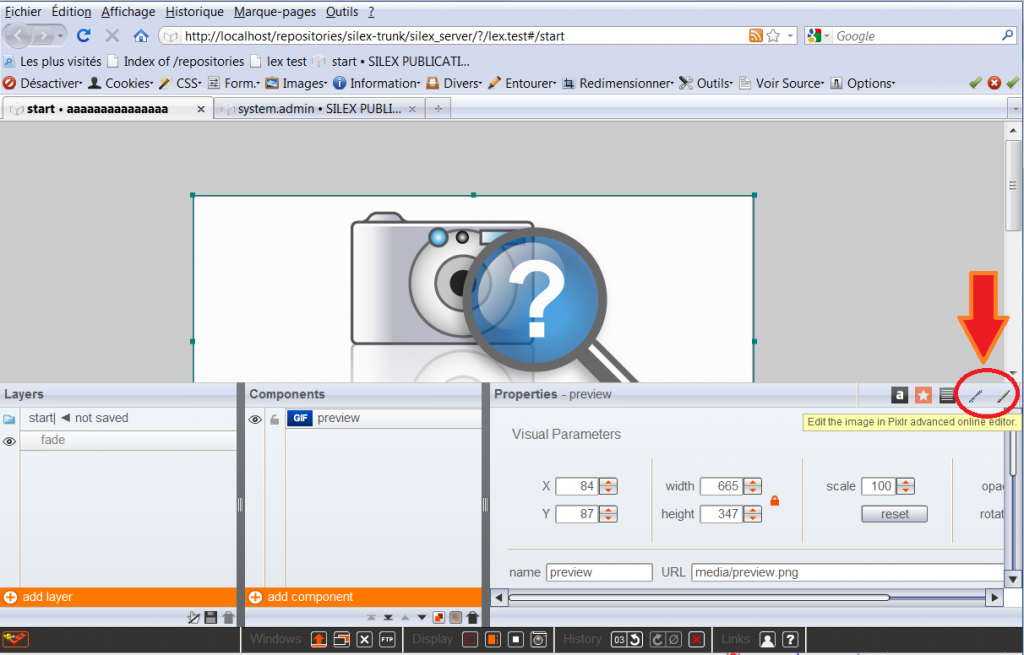 Fichier Édition Affichage Historique Marque-pages Outils ?
http://localhost/repositories/silex-trunk/silex_server/?/lex.test#/start
Google
Les plus visités Index of /repositories lex test start • SILEX PUBLICATI...
Désactiver Cookies CSS Form. Images Information Divers Entourer Redimensionner Outils Voir Source Options
start • aaaaaaaaaaaaaaa system.admin • SILEX PUBLI...
?
Layers
start| ◄ not saved
fade
add layer
Components
GIF preview
add component
Properties - preview
a
Edit the image in Pixlr advanced online editor.
Visual Parameters
X 84 width 665 scale 100 opa
Y 87 height 347 reset rotat
name preview URL media/preview.png
Windows FTP Display History 03 Links ?